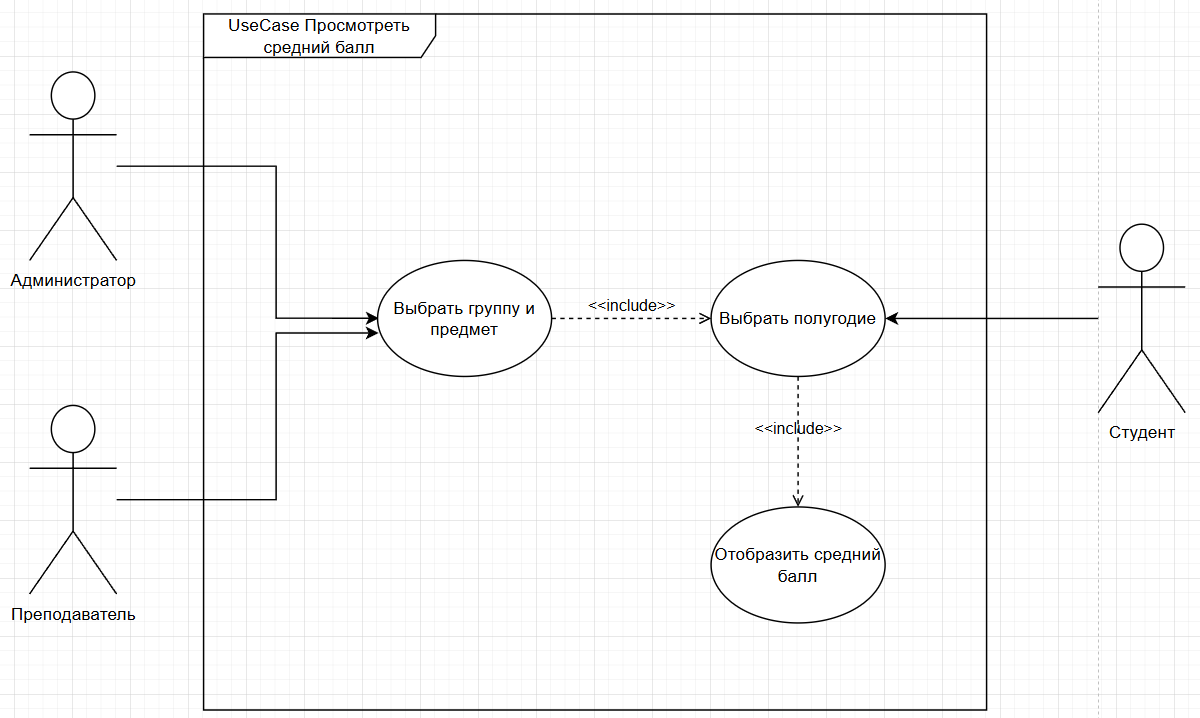 UseCase Просмотреть
средний балл
Администратор
Выбрать группу и
предмет
<<include>>
Выбрать полугодие
<<include>>
Студент
Отобразить средний
балл
Преподаватель